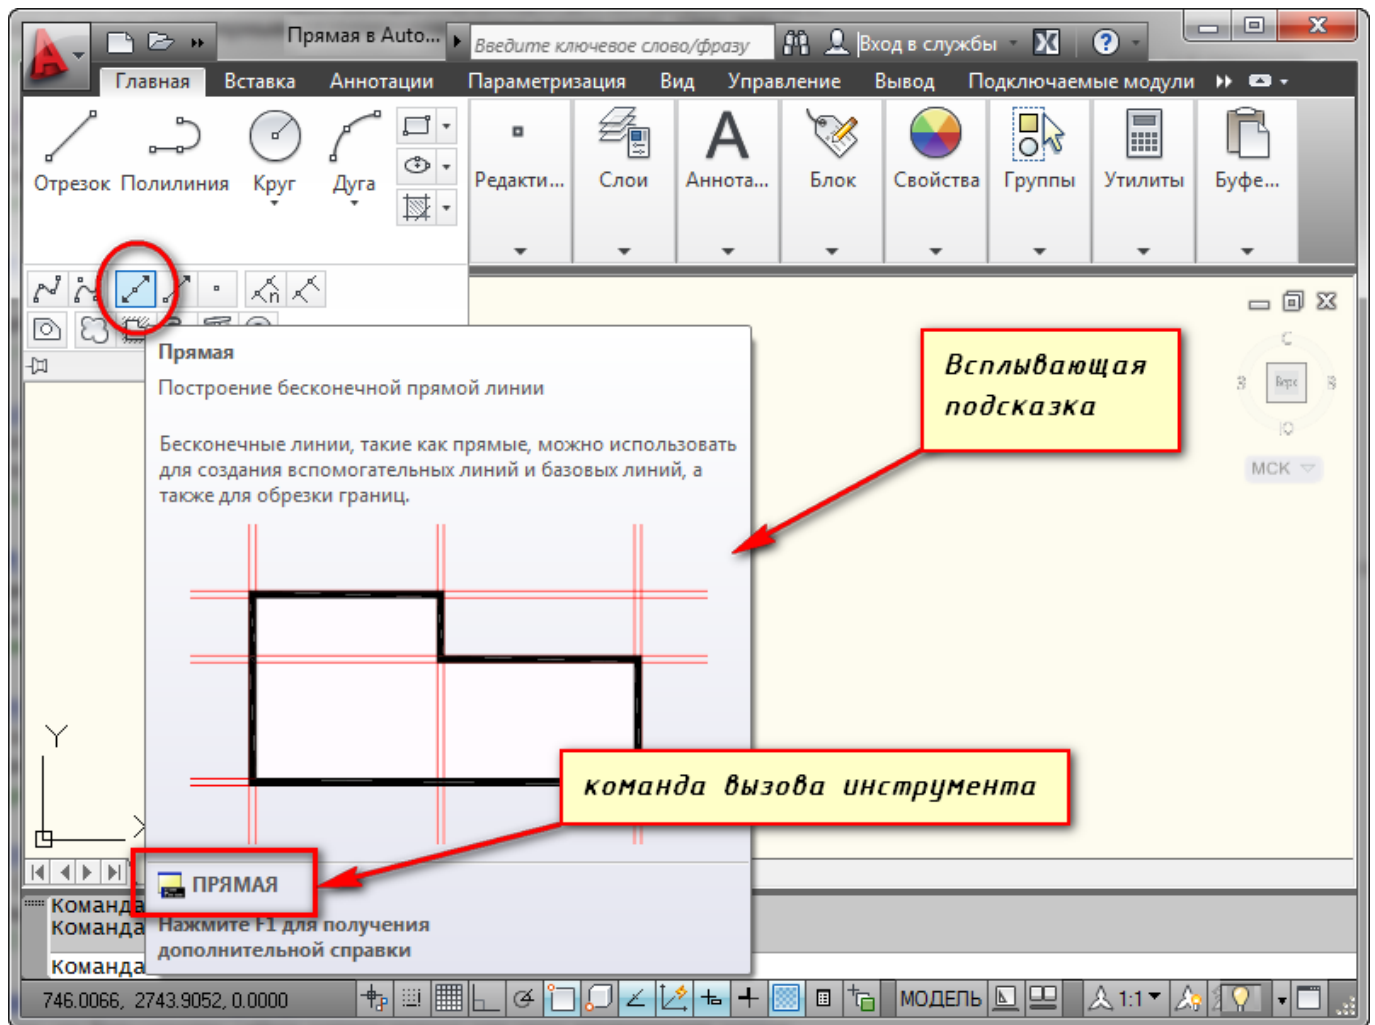 Прямая в Auto...
Введите ключевое слово/фразу
Вход в службы
Главная Вставка Аннотации Параметризация Вид Управление Вывод Подключаемые модули
Отрезок Полилиния Круг Дуга
Редакти... Слои Аннота... Блок Свойства Группы Утилиты Буфе...
Прямая
Построение бесконечной прямой линии
Бесконечные линии, такие как прямые, можно использовать
для создания вспомогательных линий и базовых линий, а
также для обрезки границ.
Всплывающая
подсказка
С
З Верх В
Ю
МСК
Y
X
команда вызова инструмента
ПРЯМАЯ
Нажмите F1 для получения
дополнительной справки
Команда
Команда
Команда
746.0066, 2743.9052, 0.0000
МОДЕЛЬ
1:1